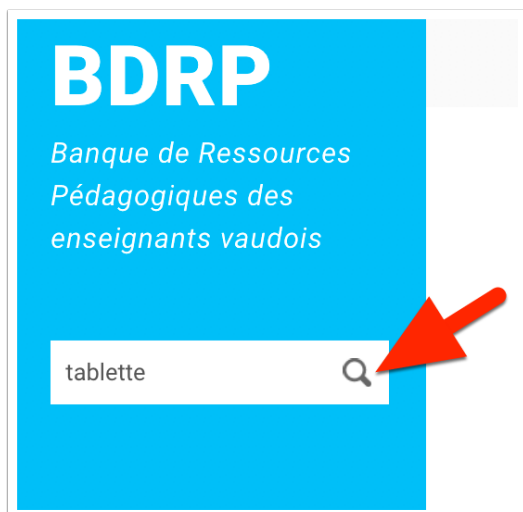 BDRP
Banque de Ressources
Pédagogiques des
enseignants vaudois
tablette